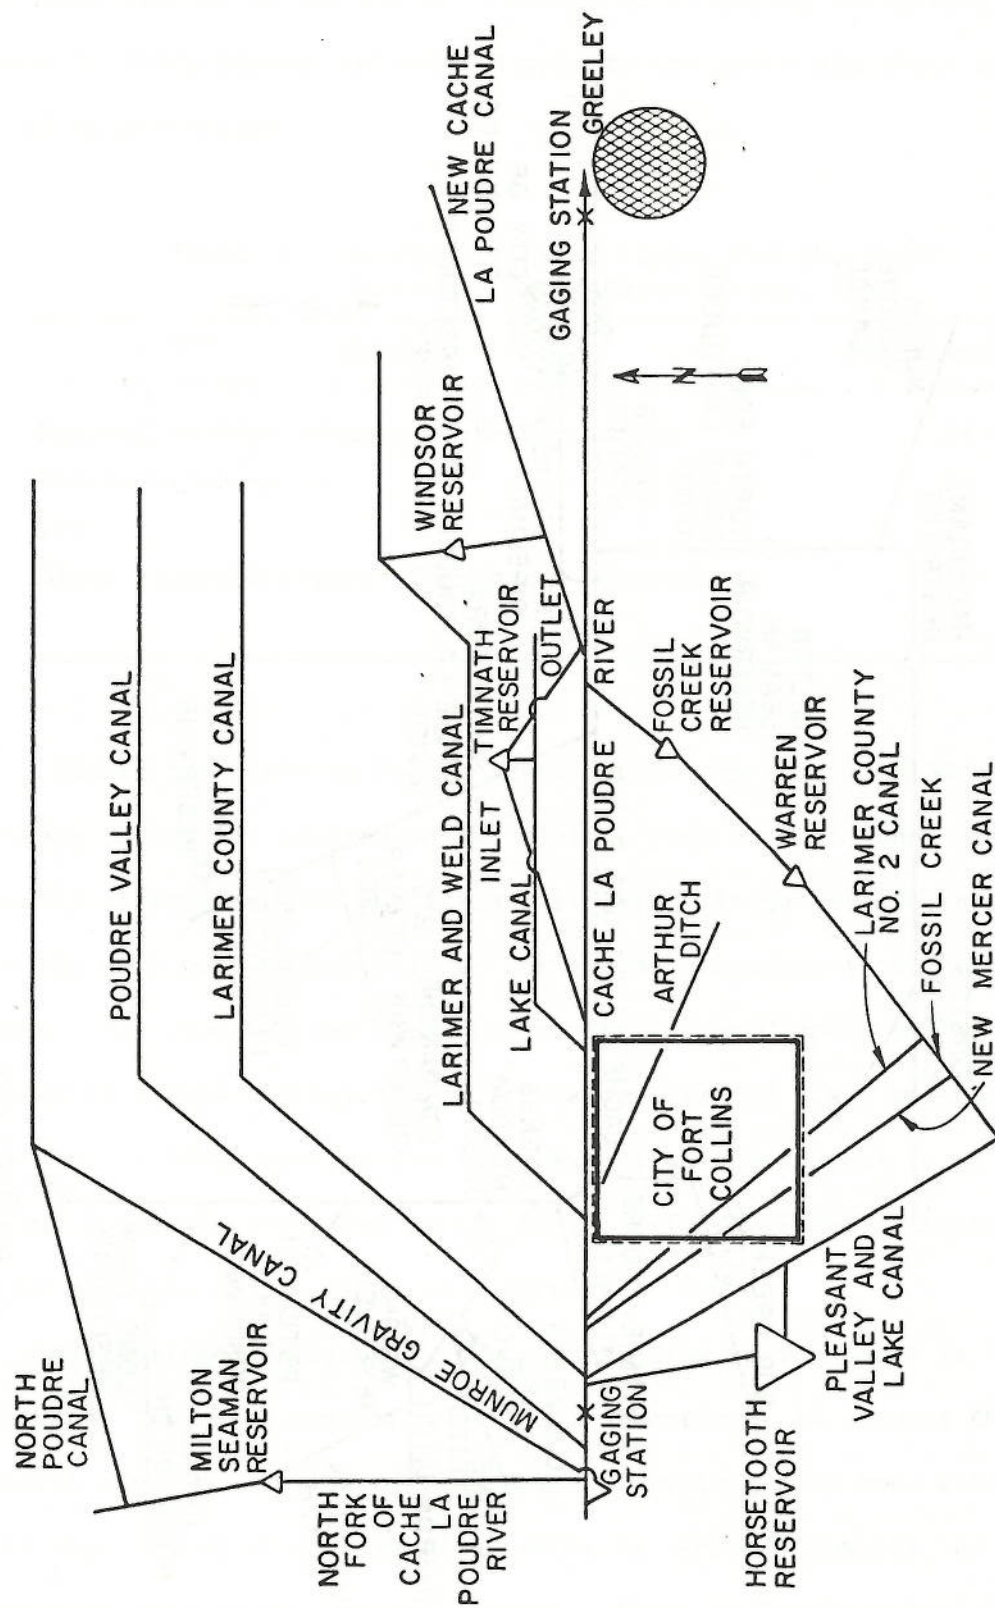 NORTH
POUDRE
CANAL
MILTON
SEAMAN
RESERVOIR
NORTH
FORK
OF
CACHE
LA
POUDRE
RIVER
MUNROE GRAVITY CANAL
POUDRE VALLEY CANAL
LARIMER COUNTY CANAL
LARIMER AND WELD CANAL
INLET
TIMNATH
RESERVOIR
OUTLET
LAKE CANAL
WINDSOR
RESERVOIR
NEW CACHE
LA POUDRE CANAL
GAGING STATION
GREELEY
N
CACHE LA POUDRE RIVER
GAGING
STATION
HORSETOOTH
RESERVOIR
PLEASANT
VALLEY AND
LAKE CANAL
CITY OF
FORT
COLLINS
ARTHUR
DITCH
FOSSIL
CREEK
RESERVOIR
WARREN
RESERVOIR
LARIMER COUNTY
NO. 2 CANAL
FOSSIL CREEK
NEW MERCER CANAL